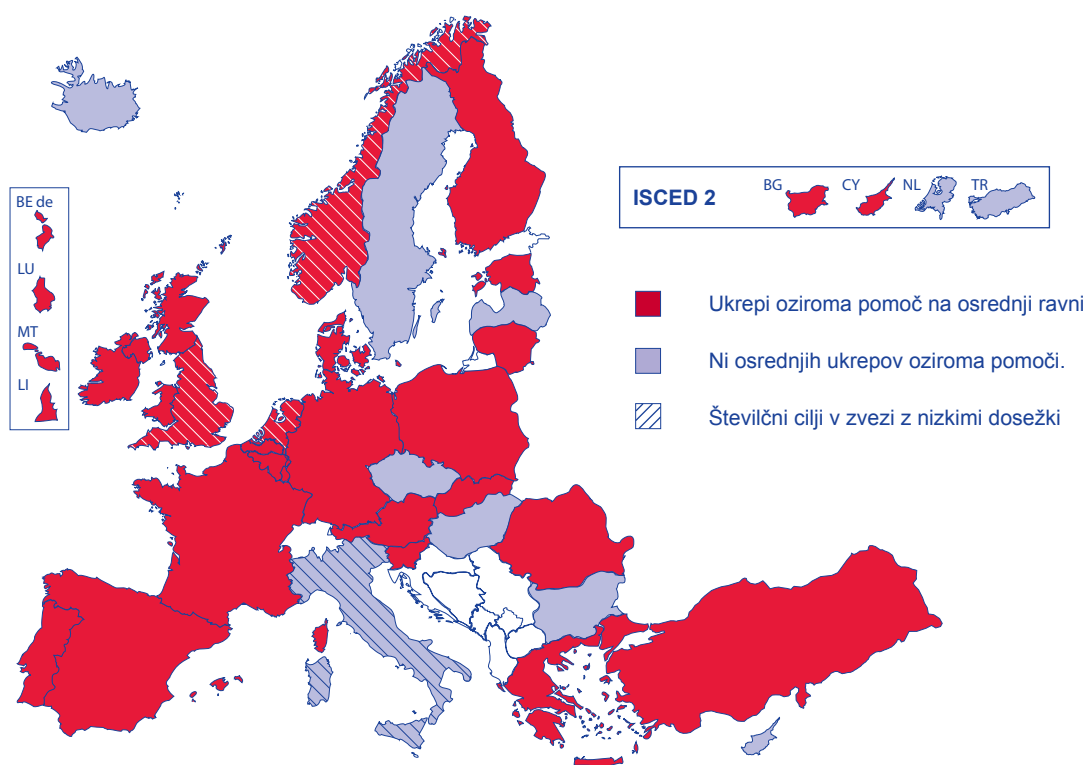 BE de
LU
MT
LI
ISCED 2 BG CY NL TR
Ukrepi oziroma pomoč na osrednji ravni
Ni osrednjih ukrepov oziroma pomoči.
Številčni cilji v zvezi z nizkimi dosežki